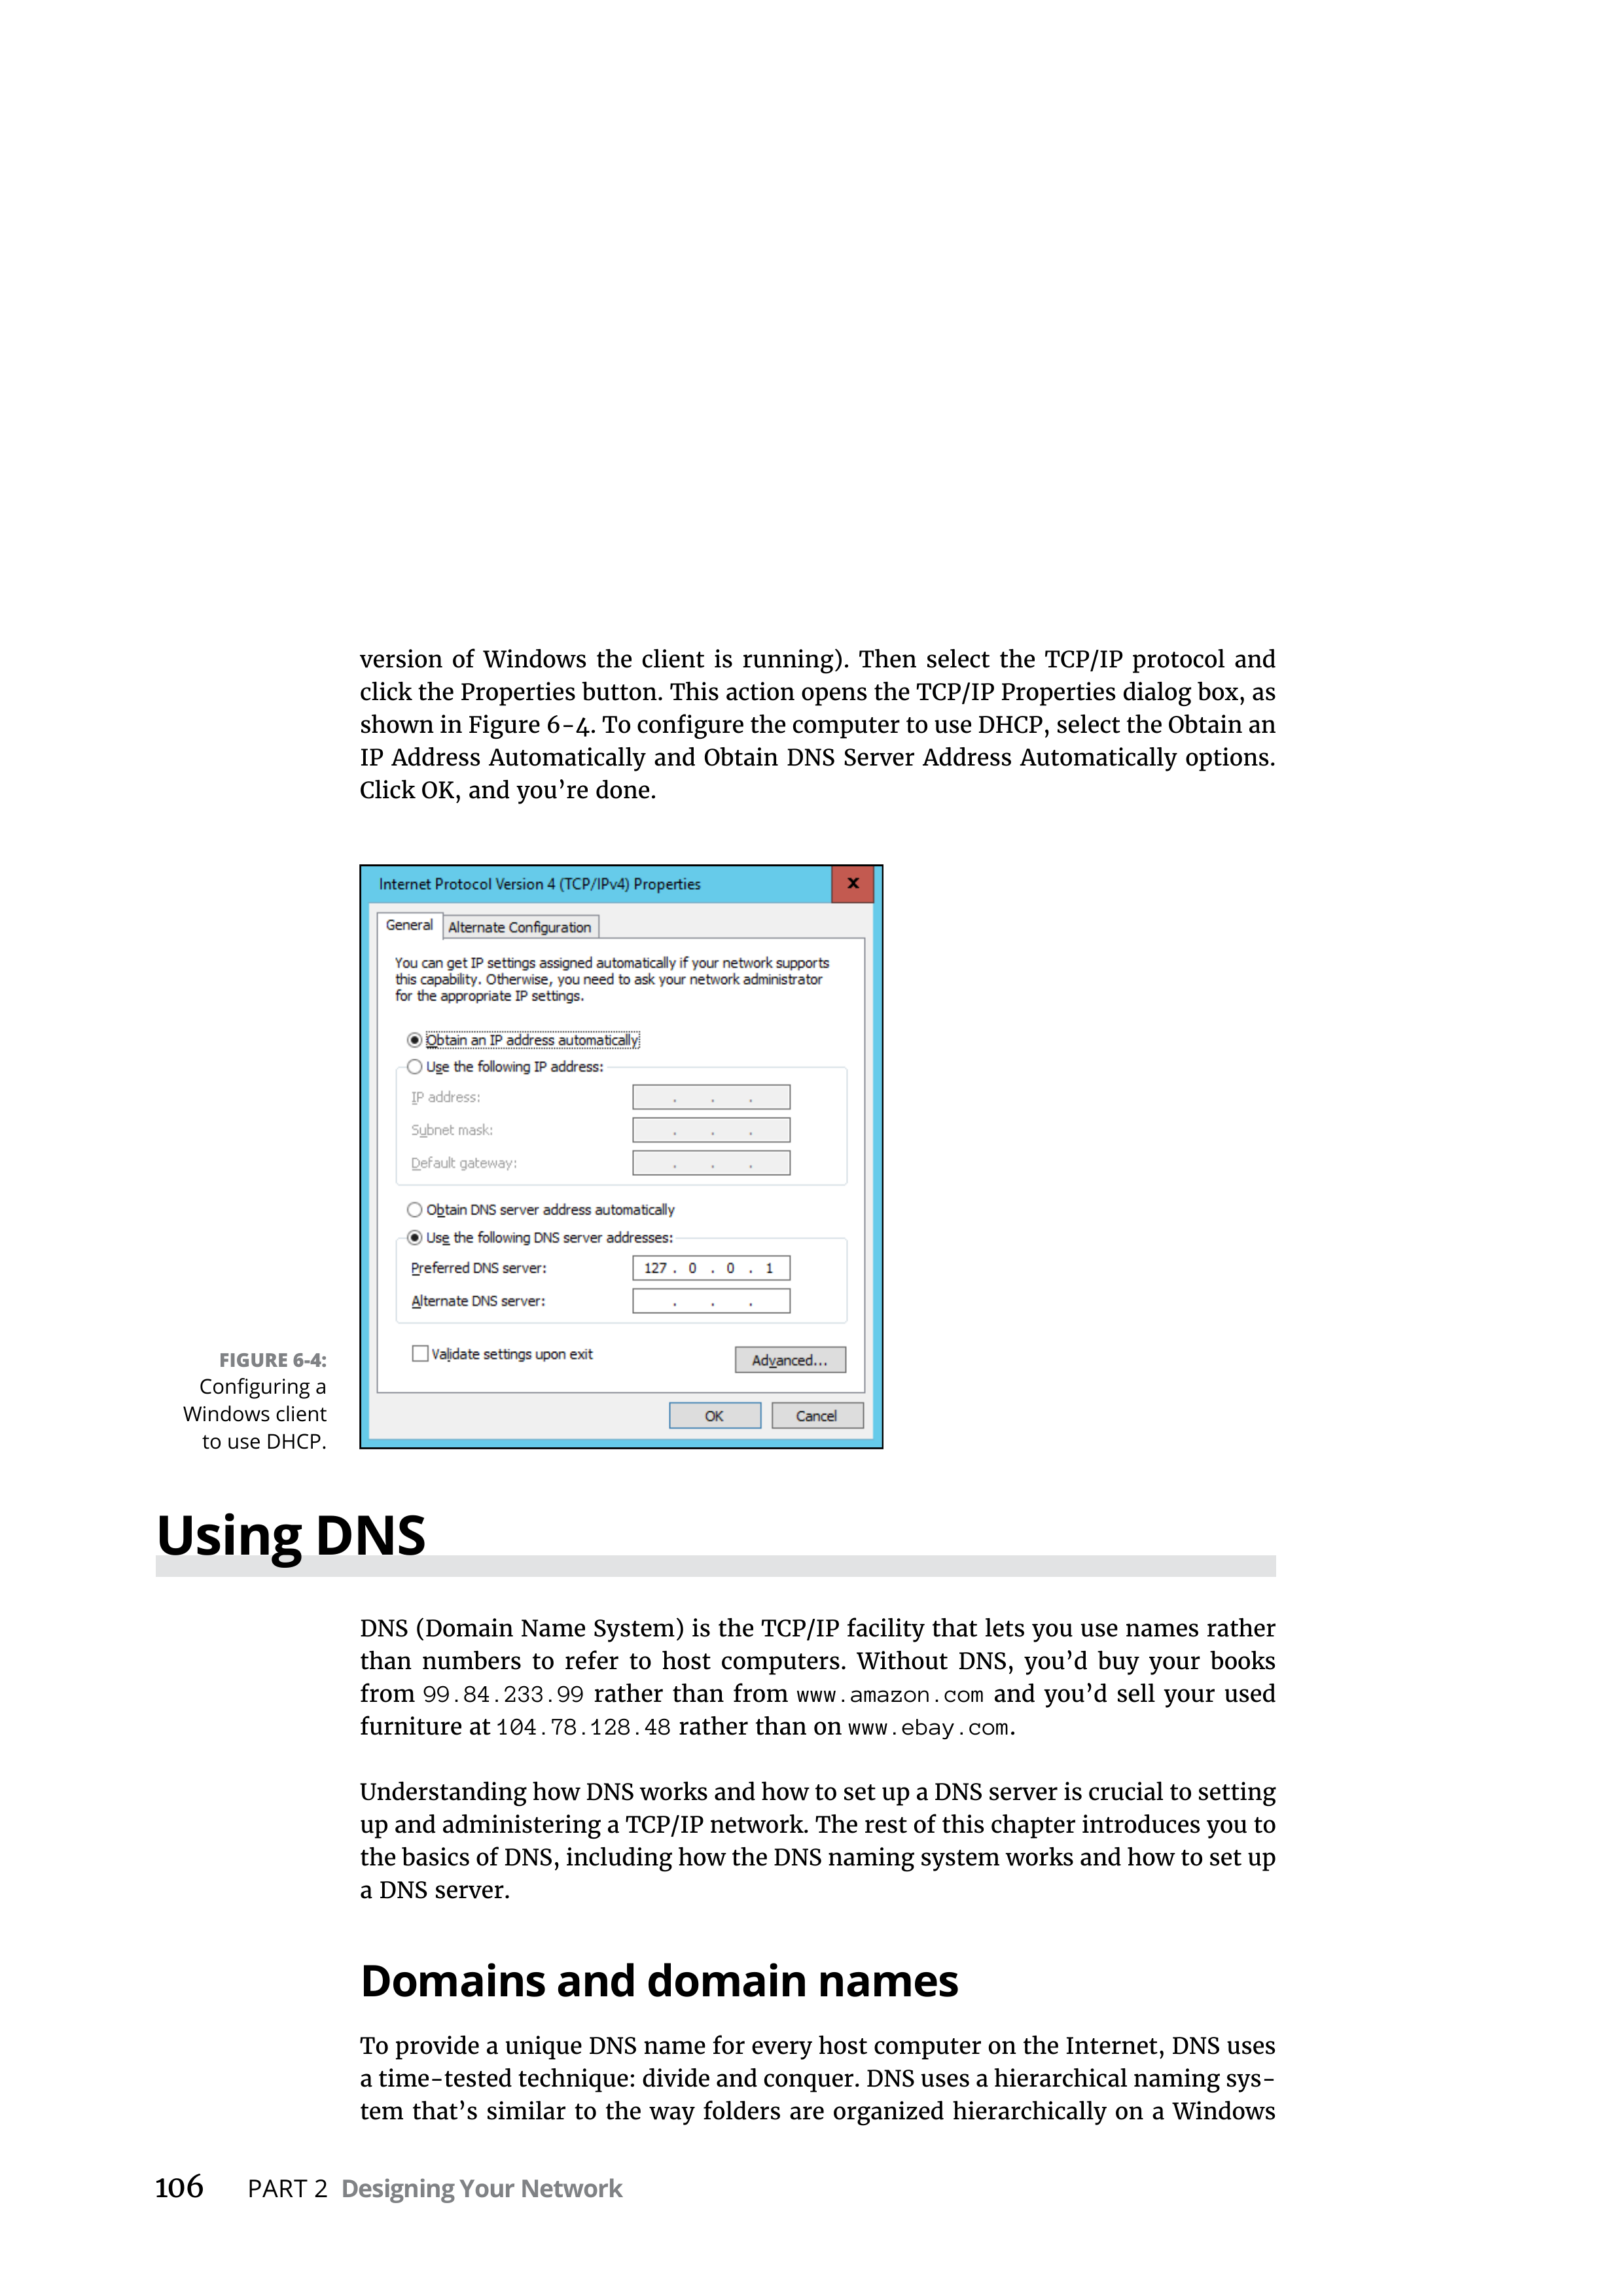 version of Windows the client is running). Then select the TCP/IP protocol and
click the Properties button. This action opens the TCP/IP Properties dialog box, as
shown in Figure 6-4. To configure the computer to use DHCP, select the Obtain an
IP Address Automatically and Obtain DNS Server Address Automatically options.
Click OK, and you’re done.
Internet Protocol Version 4 (TCP/IPv4) Properties
x
General
Alternate Configuration
You can get IP settings assigned automatically if your network supports
this capability. Otherwise, you need to ask your network administrator
for the appropriate IP settings.
Obtain an IP address automatically
Use the following IP address:
IP address:
. . .
Subnet mask:
. . .
Default gateway:
. . .
Obtain DNS server address automatically
Use the following DNS server addresses:
Preferred DNS server:
127 . 0 . 0 . 1
Alternate DNS server:
. . .
Validate settings upon exit
Advanced...
OK
Cancel
FIGURE 6-4:
Configuring a
Windows client
to use DHCP.
Using DNS
DNS (Domain Name System) is the TCP/IP facility that lets you use names rather
than numbers to refer to host computers. Without DNS, you’d buy your books
from 99.84.233.99 rather than from www.amazon.com and you’d sell your used
furniture at 104.78.128.48 rather than on www.ebay.com.
Understanding how DNS works and how to set up a DNS server is crucial to setting
up and administering a TCP/IP network. The rest of this chapter introduces you to
the basics of DNS, including how the DNS naming system works and how to set up
a DNS server.
Domains and domain names
To provide a unique DNS name for every host computer on the Internet, DNS uses
a time-tested technique: divide and conquer. DNS uses a hierarchical naming sys-
tem that’s similar to the way folders are organized hierarchically on a Windows
106 PART 2 Designing Your Network